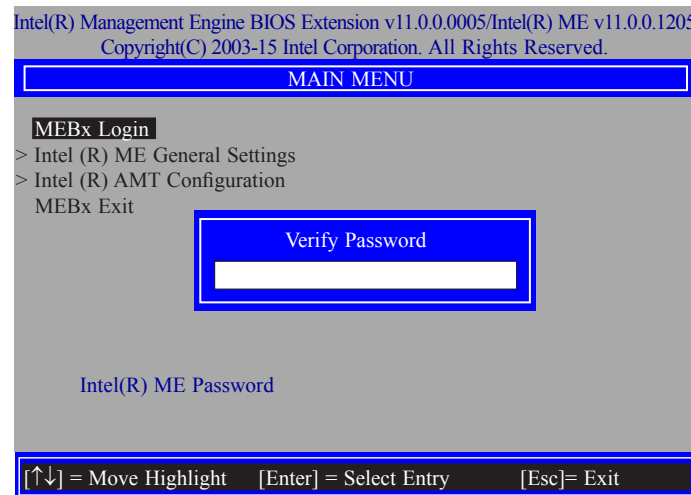 Intel(R) Management Engine BIOS Extension v11.0.0.0005/Intel(R) ME v11.0.0.1205
Copyright(C) 2003-15 Intel Corporation. All Rights Reserved.
MAIN MENU
MEBx Login
> Intel (R) ME General Settings
> Intel (R) AMT Configuration
MEBx Exit
Verify Password
Intel(R) ME Password
[↑↓] = Move Highlight [Enter] = Select Entry [Esc]= Exit